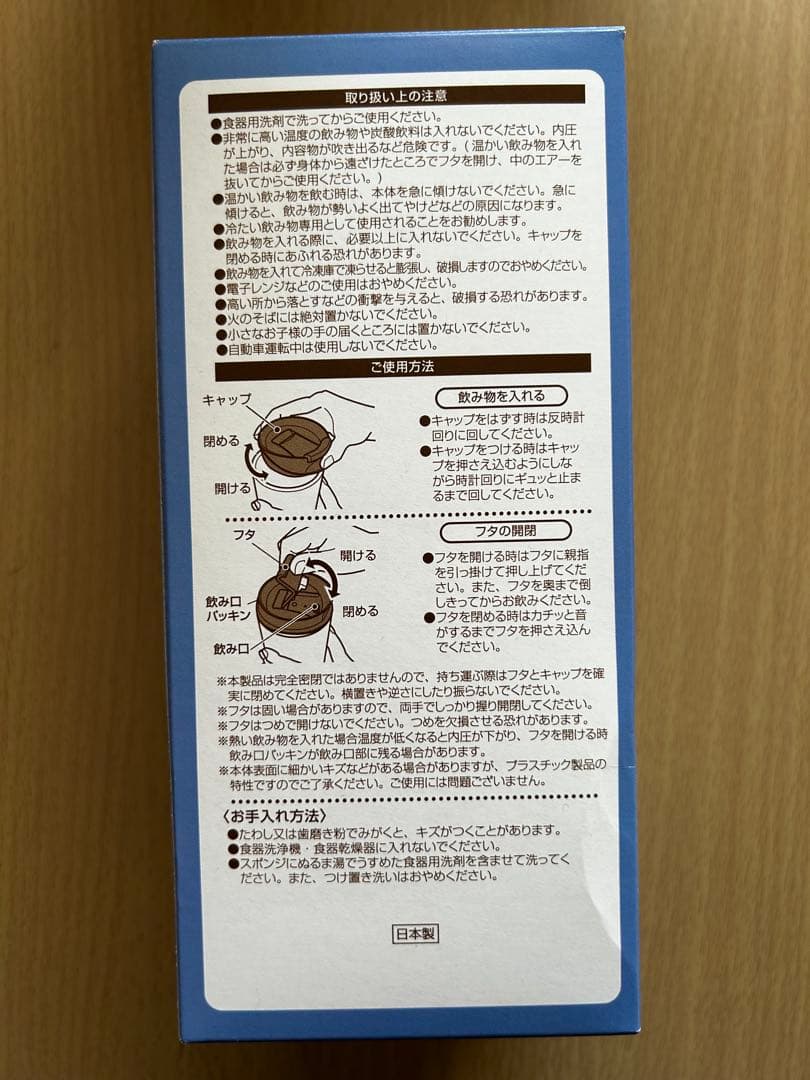 取り扱い上の注意
●食器用洗剤で洗ってからご使用ください。
●非常に高い温度の飲み物や炭酸飲料は入れないでください。内圧
が上がり、内容物が吹き出るなど危険です。(温かい飲み物を入れ
た場合は必ず身体から遠ざけたところでフタを開け、中のエアーを
抜いてからご使用ください。)
●温かい飲み物を飲む時は、本体を急に傾けないでください。急に
傾けると、飲み物が勢いよく出てやけどなどの原因になります。
●冷たい飲み物専用として使用されることをお勧めします。
●飲み物を入れる際に、必要以上に入れないでください。キャップを
閉める時にあふれる恐れがあります。
●飲み物を入れて冷凍庫で凍らせると膨張し、破損しますのでおやめください。
●電子レンジなどのご使用はおやめください。
●高い所から落とすなどの衝撃を与えると、破損する恐れがあります。
●火のそばには絶対置かないでください。
●小さなお子様の手の届くところには置かないでください。
●自動車運転中は使用しないでください。
ご使用方法
キャップ
閉める
開ける
飲み物を入れる
●キャップをはずす時は反時計
回りに回してください。
●キャップをつける時はキャッ
プを押さえ込むようにしな
がら時計回りにギュッと止ま
るまで回してください。
フタ
開ける
飲み口
パッキン
閉める
飲み口
フタの開閉
●フタを開ける時はフタに親指
を引っ掛けて押し上げてくだ
さい。また、フタを奥まで倒
しきってからお飲みください。
●フタを閉める時はカチッと音
がするまでフタを押さえ込ん
でください。
※本製品は完全密閉ではありませんので、持ち運ぶ際はフタとキャップを確
実に閉めてください。横置きや逆さにしたり振らないでください。
※フタは固い場合がありますので、両手でしっかり握り開閉してください。
※フタはつめで開けないでください。つめを欠損させる恐れがあります。
※熱い飲み物を入れた場合温度が低くなると内圧が下がり、フタを開ける時
飲み口パッキンが飲み口部に残る場合があります。
※本体表面に細かいキズなどがある場合がありますが、プラスチック製品の
特性ですのでご了承ください。ご使用には問題ございません。
〈お手入れ方法〉
●たわし又は歯磨き粉でみがくと、キズがつくことがあります。
●食器洗浄機・食器乾燥器に入れないでください。
●スポンジにぬるま湯でうすめた食器用洗剤を含ませて洗ってく
ださい。また、つけ置き洗いはおやめください。
日本製